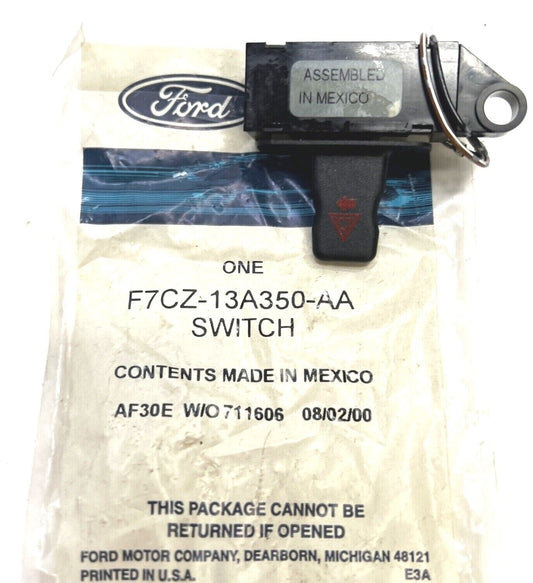 ASSEMBLED
IN MEXICO
Ford
ONE
F7CZ-13A350-AA
SWITCH
CONTENTS MADE IN MEXICO
AF30E W/O 711606 08/02/00
THIS PACKAGE CANNOT BE
RETURNED IF OPENED
FORD MOTOR COMPANY, DEARBORN, MICHIGAN 48121
PRINTED IN U.S.A. E3A